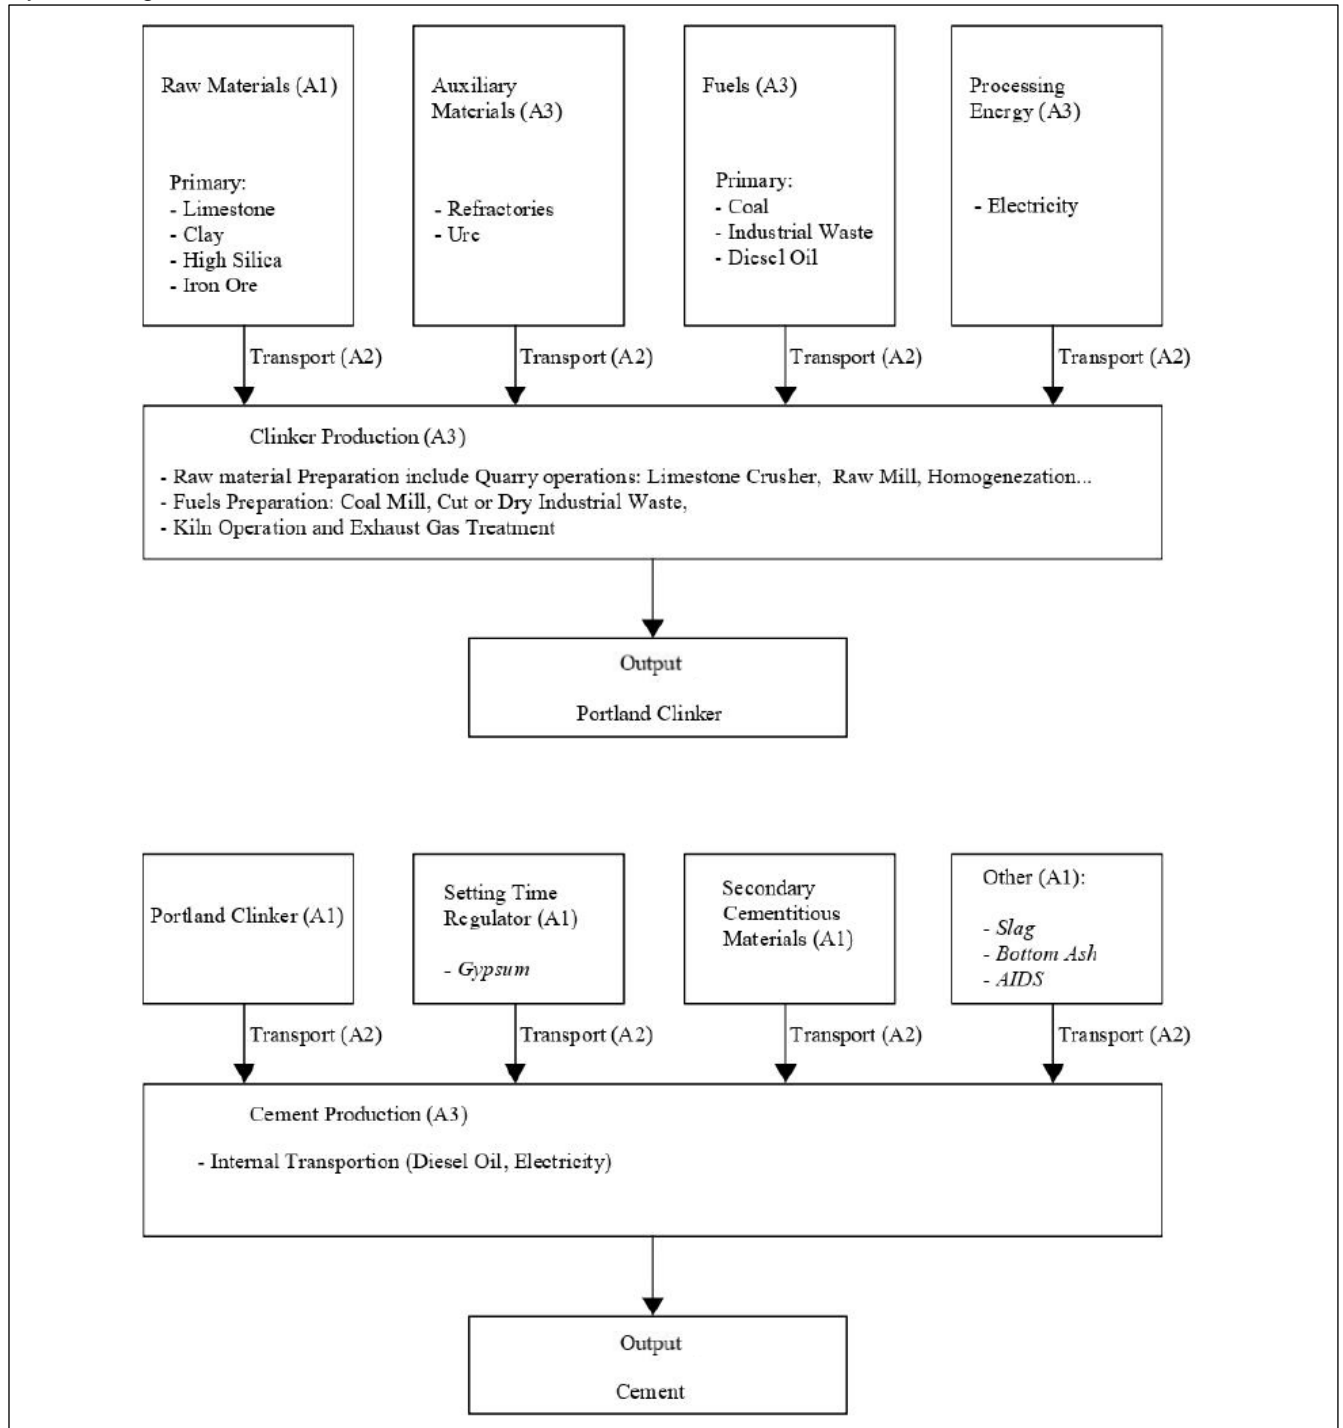 Raw Materials (A1)
Primary:
- Limestone
- Clay
- High Silica
- Iron Ore
Auxiliary
Materials (A3)
- Refractories
- Urc
Fuels (A3)
Primary:
- Coal
- Industrial Waste
- Diesel Oil
Processing
Energy (A3)
- Electricity
Transport (A2)
Transport (A2)
Transport (A2)
Transport (A2)
Clinker Production (A3)
- Raw material Preparation include Quarry operations: Limestone Crusher, Raw Mill, Homogenezation...
- Fuels Preparation: Coal Mill, Cut or Dry Industrial Waste,
- Kiln Operation and Exhaust Gas Treatment
Output
Portland Clinker
Portland Clinker (A1)
Setting Time
Regulator (A1)
- Gypsum
Secondary
Cementitious
Materials (A1)
Other (A1):
- Slag
- Bottom Ash
- AIDS
Transport (A2)
Transport (A2)
Transport (A2)
Transport (A2)
Cement Production (A3)
- Internal Transportion (Diesel Oil, Electricity)
Output
Cement